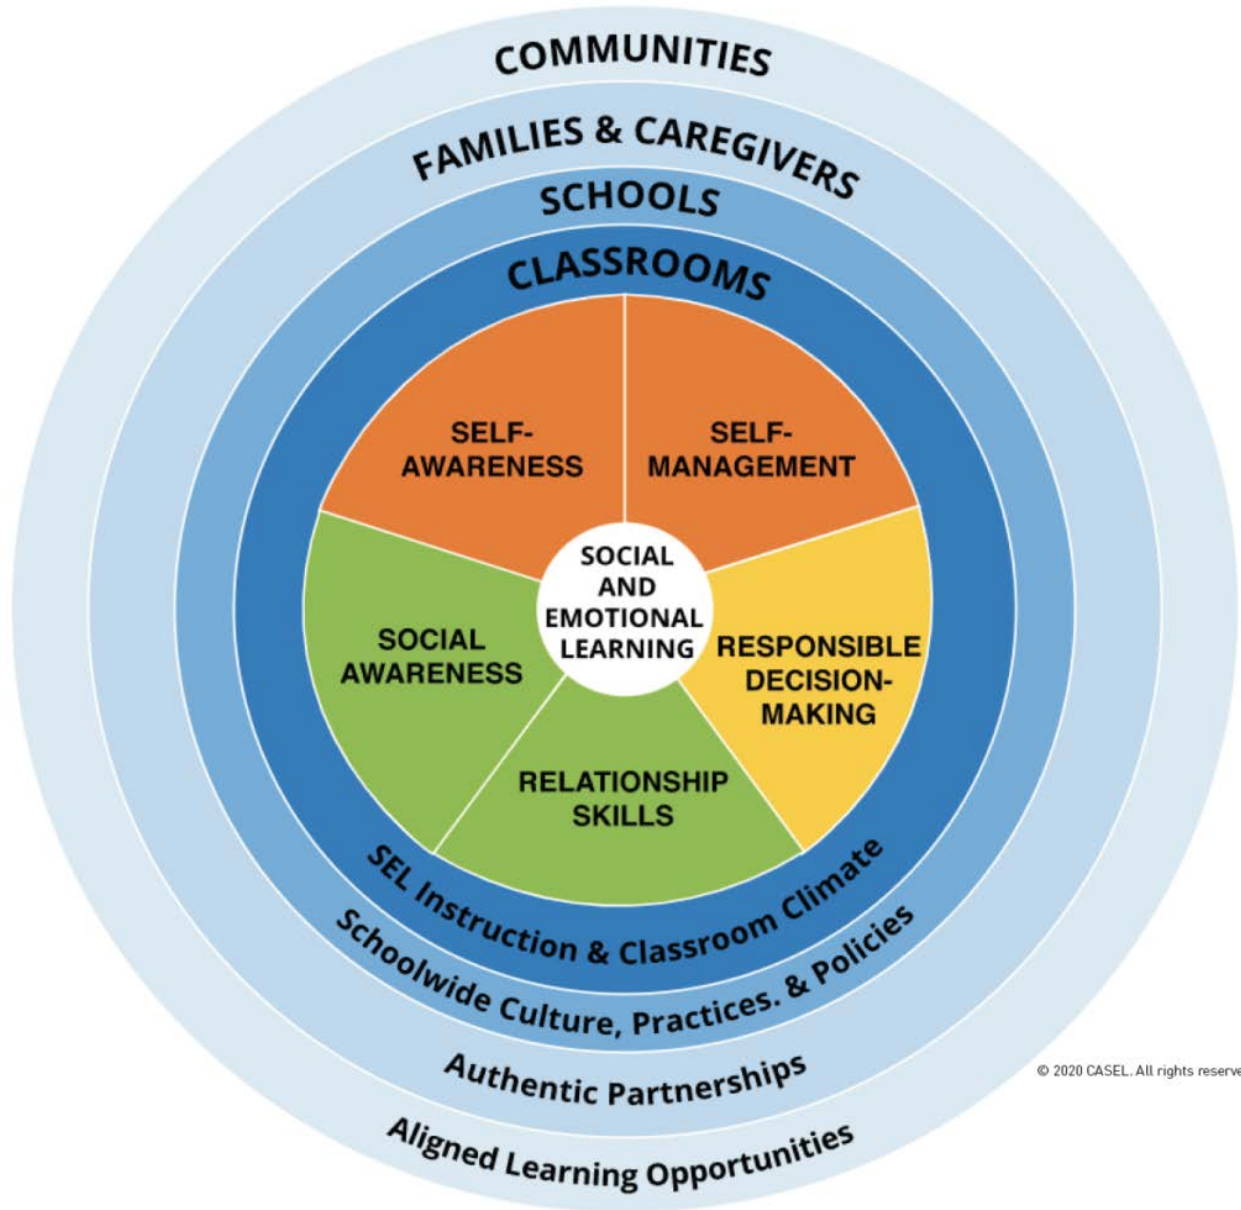 COMMUNITIES
FAMILIES & CAREGIVERS
SCHOOLS
CLASSROOMS
SELF-
AWARENESS
SELF-
MANAGEMENT
SOCIAL
AND
EMOTIONAL
LEARNING
SOCIAL
AWARENESS
RESPONSIBLE
DECISION-
MAKING
RELATIONSHIP
SKILLS
SEL Instruction & Classroom Climate
Schoolwide Culture, Practices. & Policies
Authentic Partnerships
Aligned Learning Opportunities
© 2020 CASEL. All rights reserve